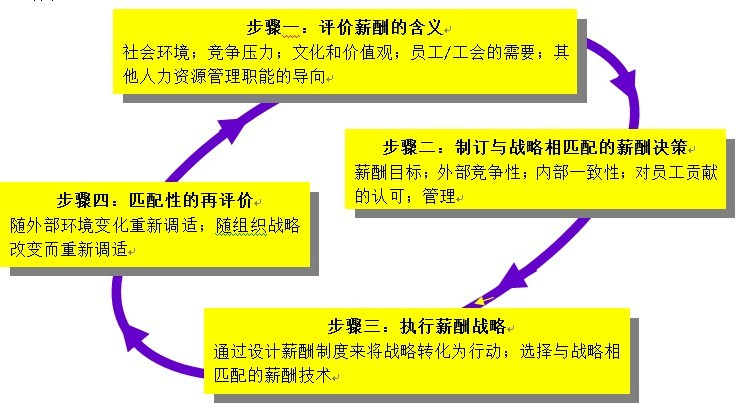 步骤一：评价薪酬的含义
社会环境；竞争压力；文化和价值观；员工/工会的需要；其
他人力资源管理职能的导向
步骤二：制订与战略相匹配的薪酬决策
薪酬目标；外部竞争性；内部一致性；对员工贡献
的认可；管理
步骤三：执行薪酬战略
通过设计薪酬制度来将战略转化为行动；选择与战略相
匹配的薪酬技术
步骤四：匹配性的再评价
随外部环境变化重新调适；随组织战略
改变而重新调适